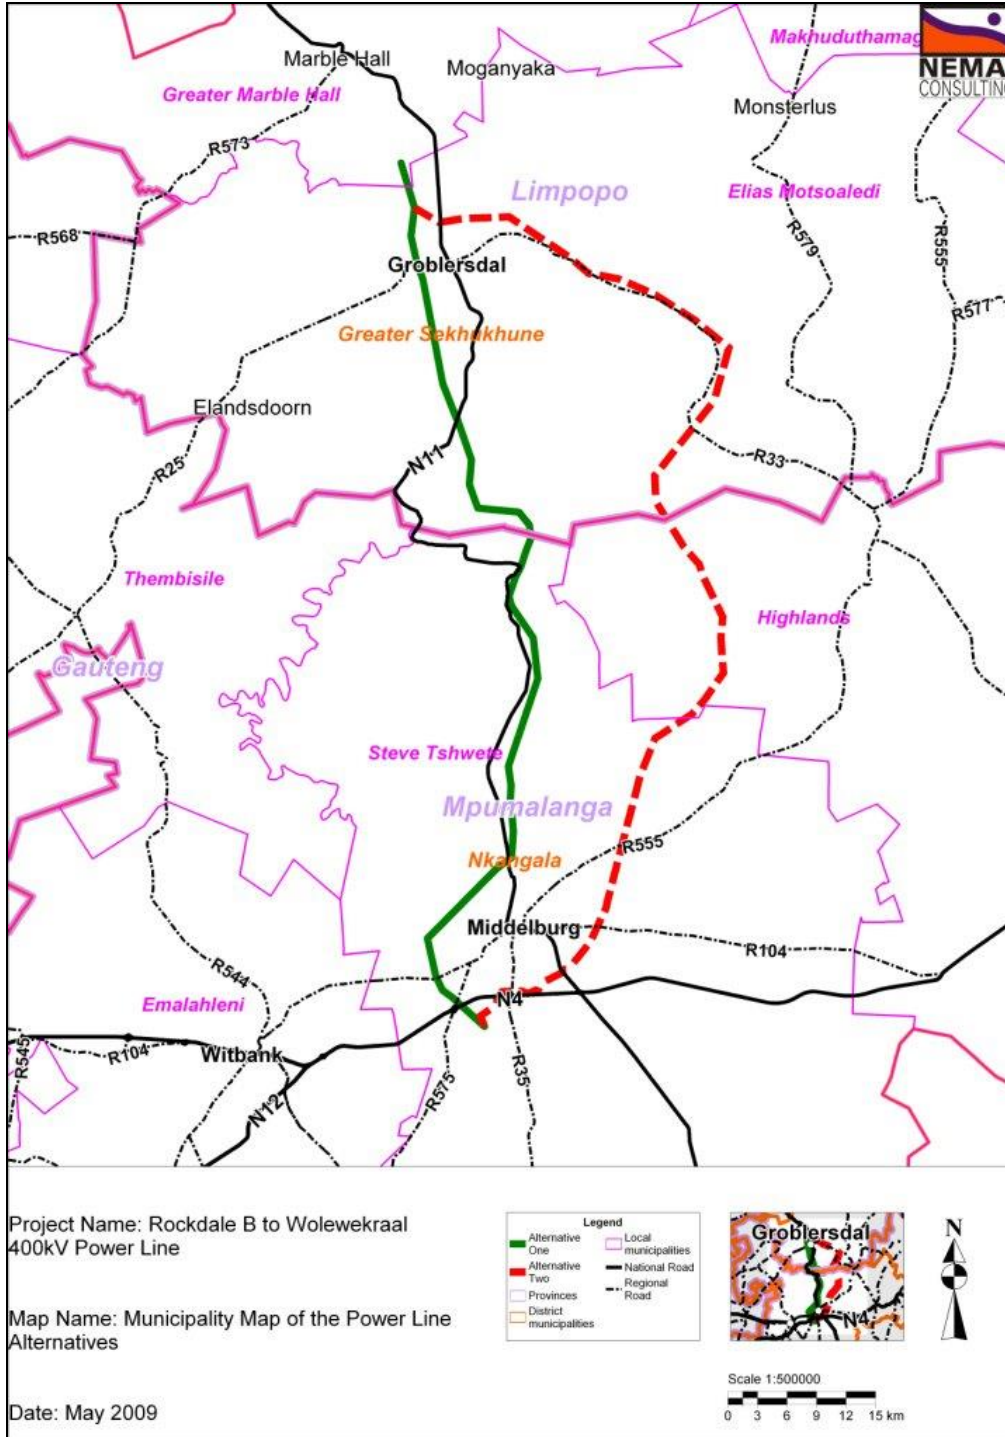 Marble Hall
Moganyaka
Makhuduthamag
NEMA
CONSULTING
Greater Marble Hall
Monsterlus
R573
Limpopo
Elias Motsoaledi
R568
R579
R555
Groblersdal
R577
Greater Sekhukhune
Elandsdoorn
N11
R33
R25
Thembisile
Highlands
Gauteng
Steve Tshwete
Mpumalanga
R555
Nkangala
Middelburg
R104
R544
Emalahleni
N4
R545
R104
Witbank
R575
R35
N12
Project Name: Rockdale B to Wolewekraal
400kV Power Line
Map Name: Municipality Map of the Power Line
Alternatives
Date: May 2009
Legend
Alternative
One
Alternative
Two
Provinces
District
municipalities
Local
municipalities
National Road
Regional
Road
Groblersdal
N4
N
Scale 1:500000
0 3 6 9 12 15 km